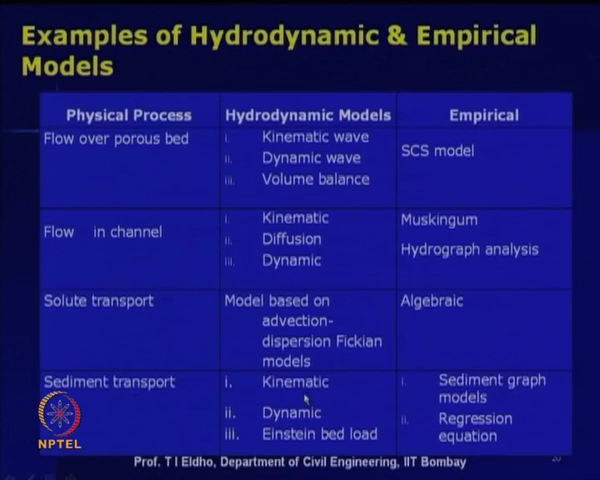 Examples of Hydrodynamic & Empirical
Models
Physical Process
Hydrodynamic Models
Empirical
Flow over porous bed
i. Kinematic wave
ii. Dynamic wave
iii. Volume balance
SCS model
Flow in channel
i. Kinematic
ii. Diffusion
iii. Dynamic
Muskingum
Hydrograph analysis
Solute transport
Model based on
advection-
dispersion Fickian
models
Algebraic
Sediment transport
i. Kinematic
ii. Dynamic
iii. Einstein bed load
i. Sediment graph
models
ii. Regression
equation
NPTEL
Prof. T I Eldho, Department of Civil Engineering, IIT Bombay